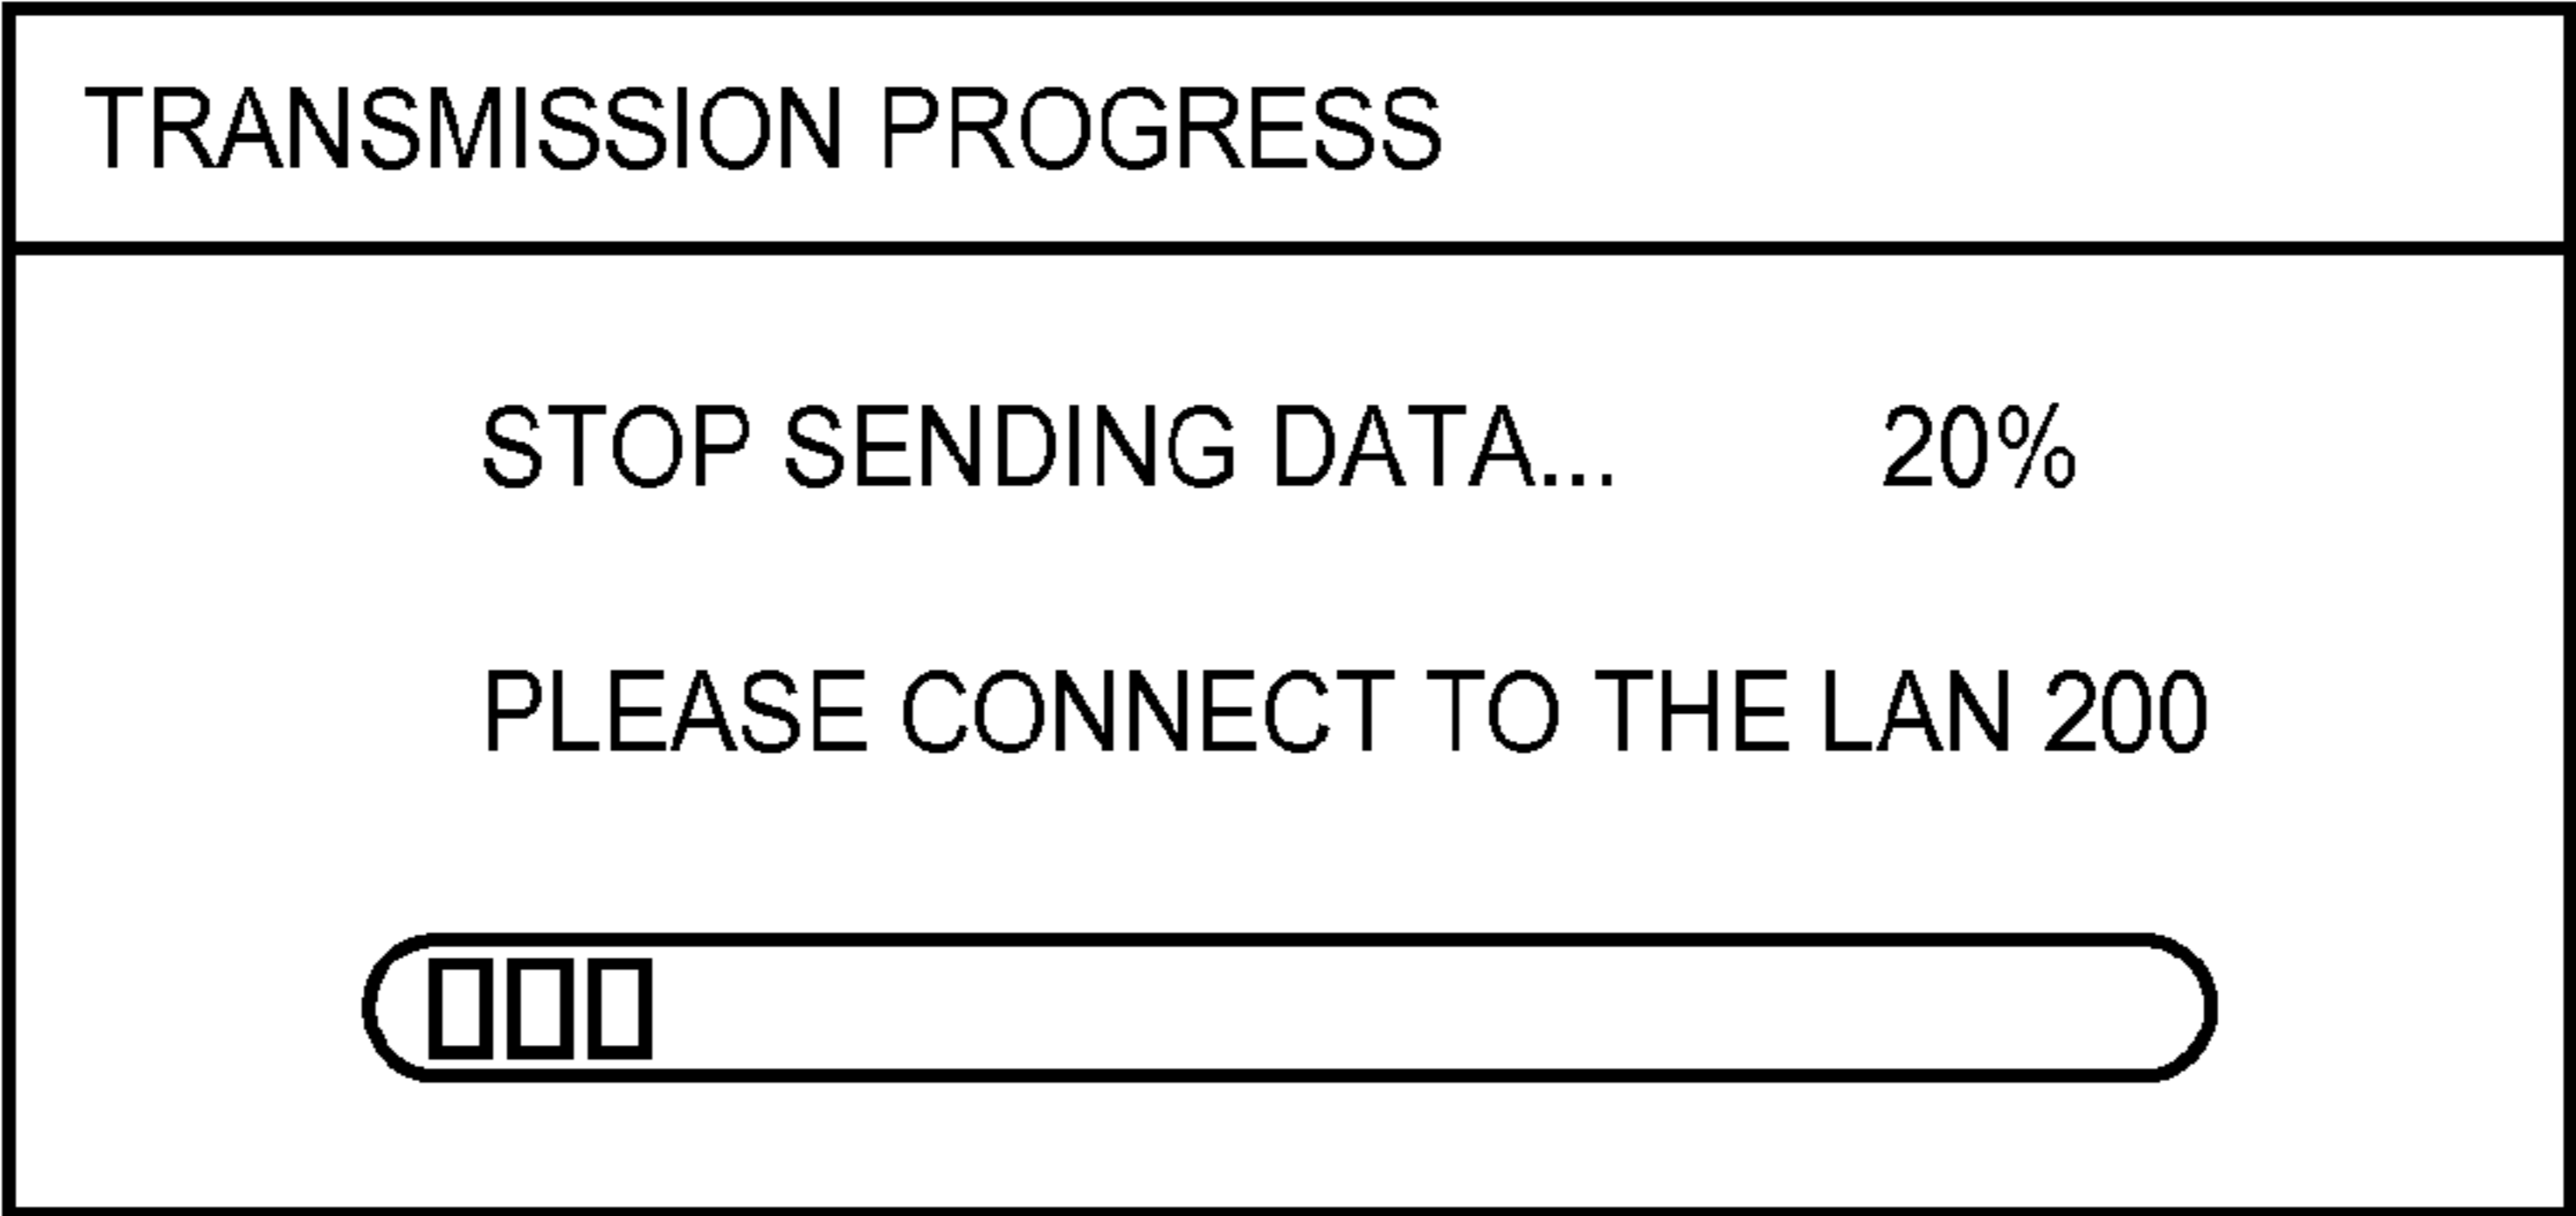 TRANSMISSION PROGRESS
STOP SENDING DATA... 20%
PLEASE CONNECT TO THE LAN 200